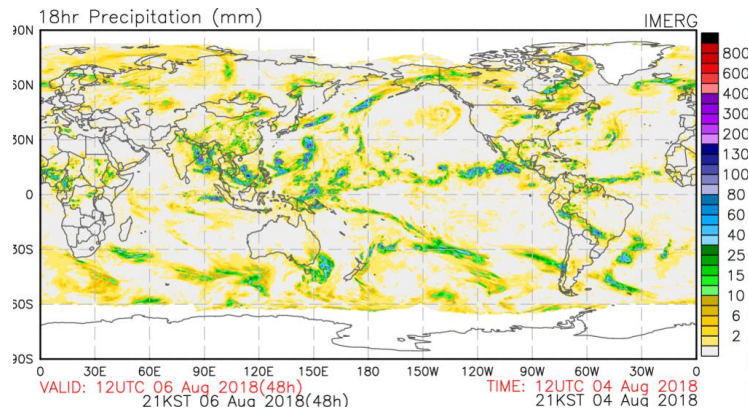 18hr Precipitation (mm) IMERG
90N
60N
30N
0
30S
60S
90S
0 30E 60E 90E 120E 150E 180 150W 120W 90W 60W 30W 0
800
600
400
300
200
130
100
80
60
40
25
15
10
6
2
VALID: 12UTC 06 Aug 2018(48h) TIME: 12UTC 04 Aug 2018
21KST 06 Aug 2018(48h) 21KST 04 Aug 2018